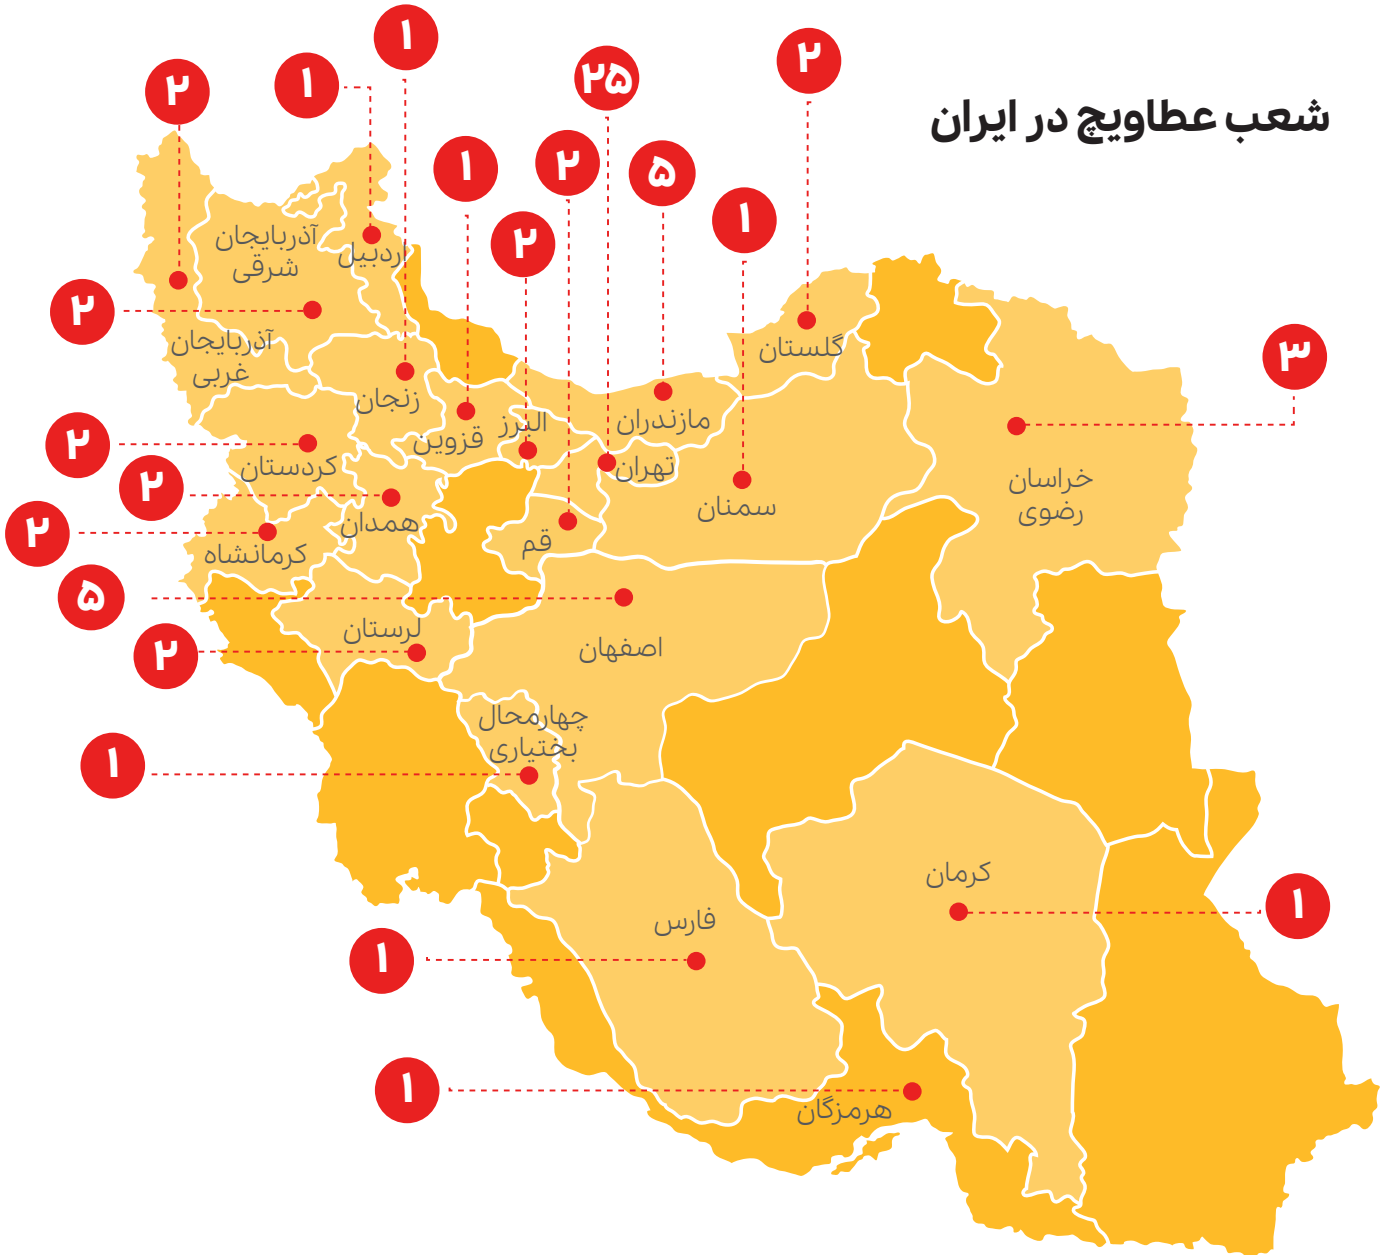 شعب عطاویچ در ایران
۱
۲
۱
۲۵
۲
۱
۲
۵
۱
۲
آذربایجان
شرقی
اردبیل
۲
آذربایجان
غربی
گلستان
۳
زنجان
مازندران
البرز
قزوین
۲
کردستان
تهران
خراسان
رضوی
۲
سمنان
همدان
۲
کرمانشاه
قم
۵
لرستان
اصفهان
۲
چهارمحال
بختیاری
۱
کرمان
۱
فارس
۱
۱
هرمزگان